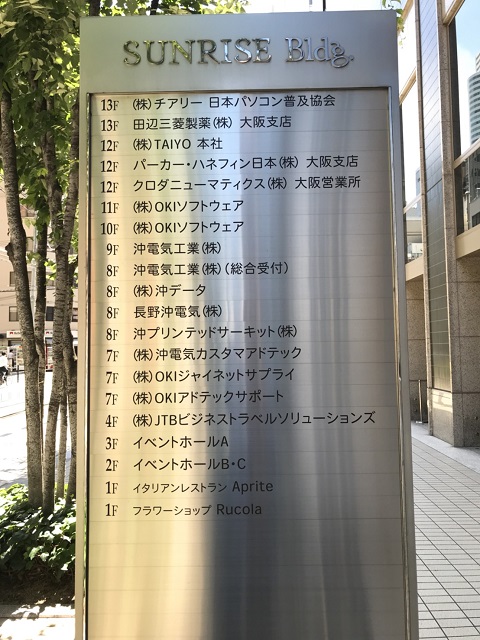 SUNRISE Bldg.
13F (株)チアリー 日本パソコン普及協会
13F 田辺三菱製薬(株) 大阪支店
12F (株)TAIYO 本社
12F パーカー・ハネフィン日本(株) 大阪支店
12F クロダニューマティクス(株) 大阪営業所
11F (株)OKIソフトウェア
10F (株)OKIソフトウェア
9F 沖電気工業(株)
8F 沖電気工業(株)(総合受付)
8F (株)沖データ
8F 長野沖電気(株)
8F 沖プリンテッドサーキット(株)
7F (株)沖電気カスタマアドテック
7F (株)OKIジャイネットサプライ
7F (株)OKIアドテックサポート
4F (株)JTBビジネストラベルソリューションズ
3F イベントホールA
2F イベントホールB・C
1F イタリアンレストラン Aprite
1F フラワーショップ Rucola